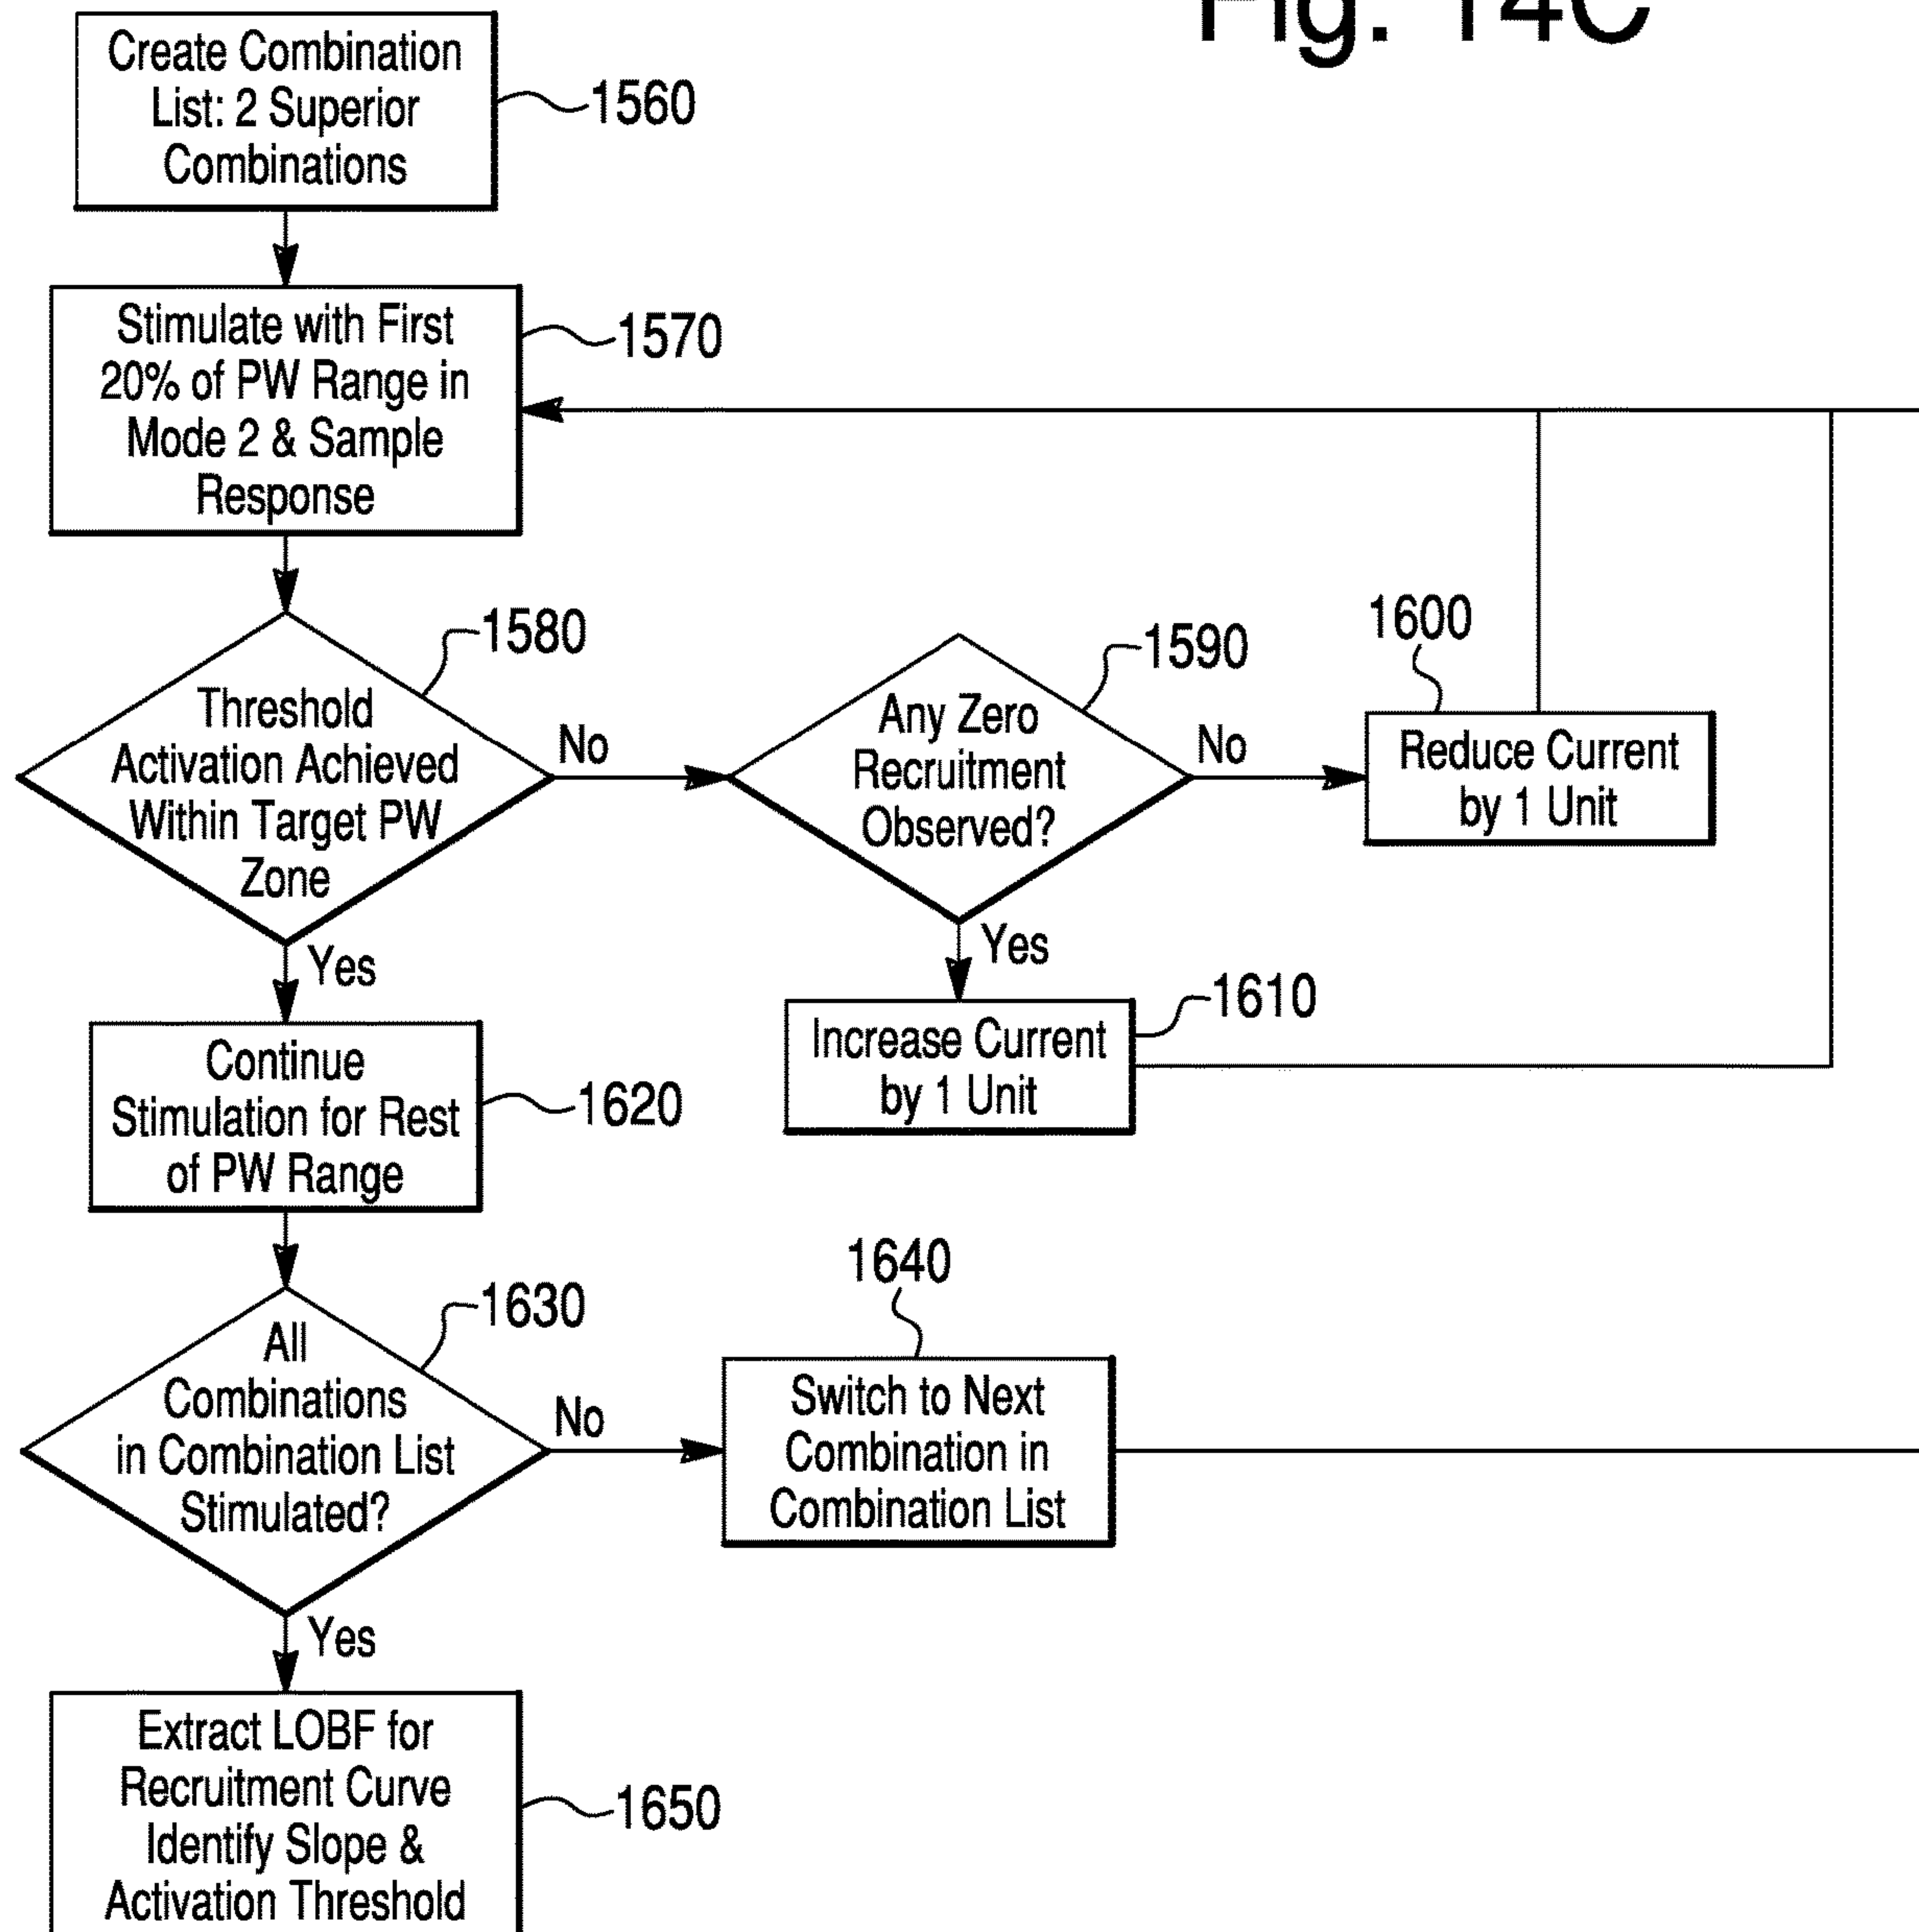 Fig. 14C
Create Combination
List: 2 Superior
Combinations
1560
Stimulate with First
20% of PW Range in
Mode 2 & Sample
Response
1570
Threshold
Activation Achieved
Within Target PW
Zone
1580
No
Any Zero
Recruitment
Observed?
1590
No
1600
Reduce Current
by 1 Unit
Yes
Yes
Increase Current
by 1 Unit
1610
Continue
Stimulation for Rest
of PW Range
1620
All
Combinations
in Combination List
Stimulated?
1630
No
1640
Switch to Next
Combination in
Combination List
Yes
Extract LOBF for
Recruitment Curve
Identify Slope &
Activation Threshold
1650